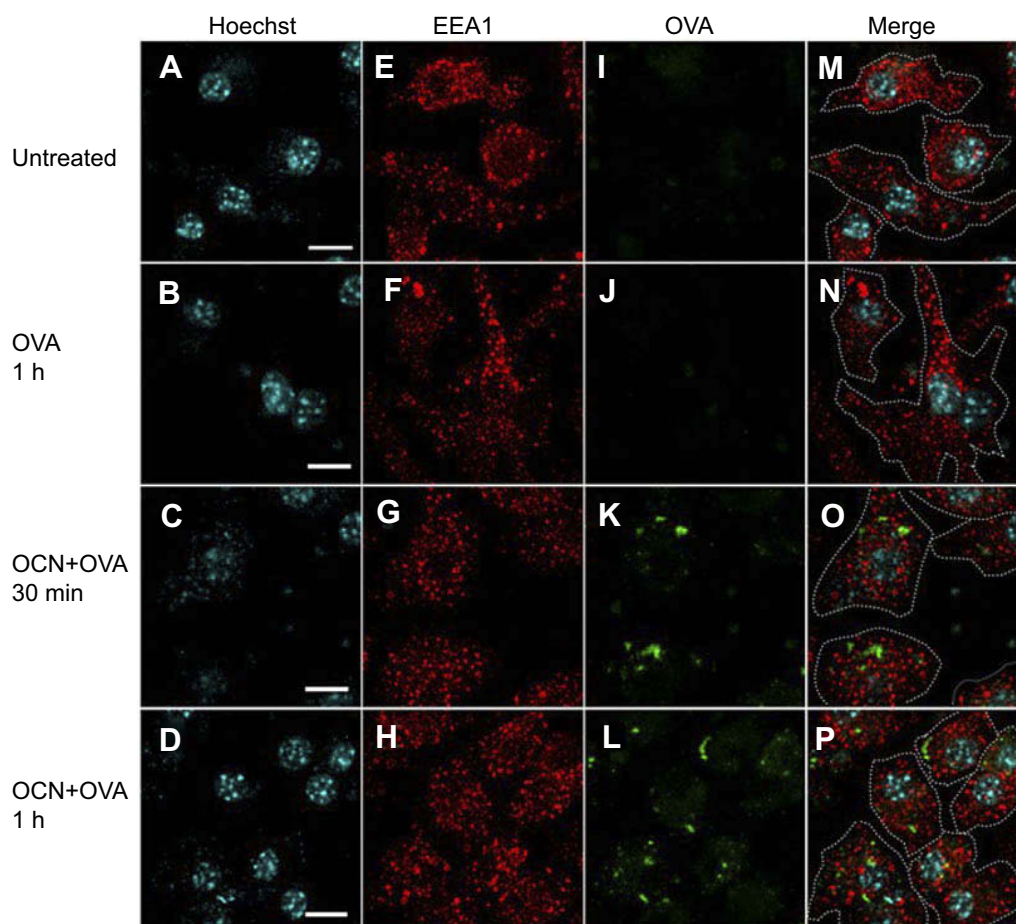 Hoechst EEA1 OVA Merge
Untreated A E I M
OVA
1 h
B F J N
OCN+OVA
30 min
C G K O
OCN+OVA
1 h
D H L P